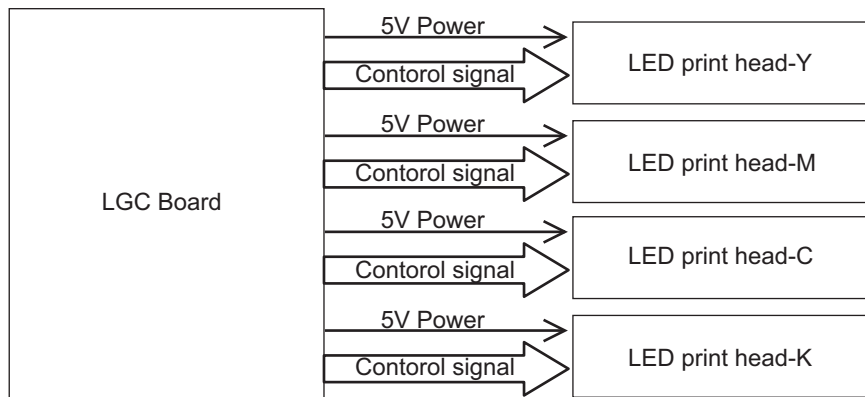 LGC Board
5V Power
Contorol signal
LED print head-Y
5V Power
Contorol signal
LED print head-M
5V Power
Contorol signal
LED print head-C
5V Power
Contorol signal
LED print head-K